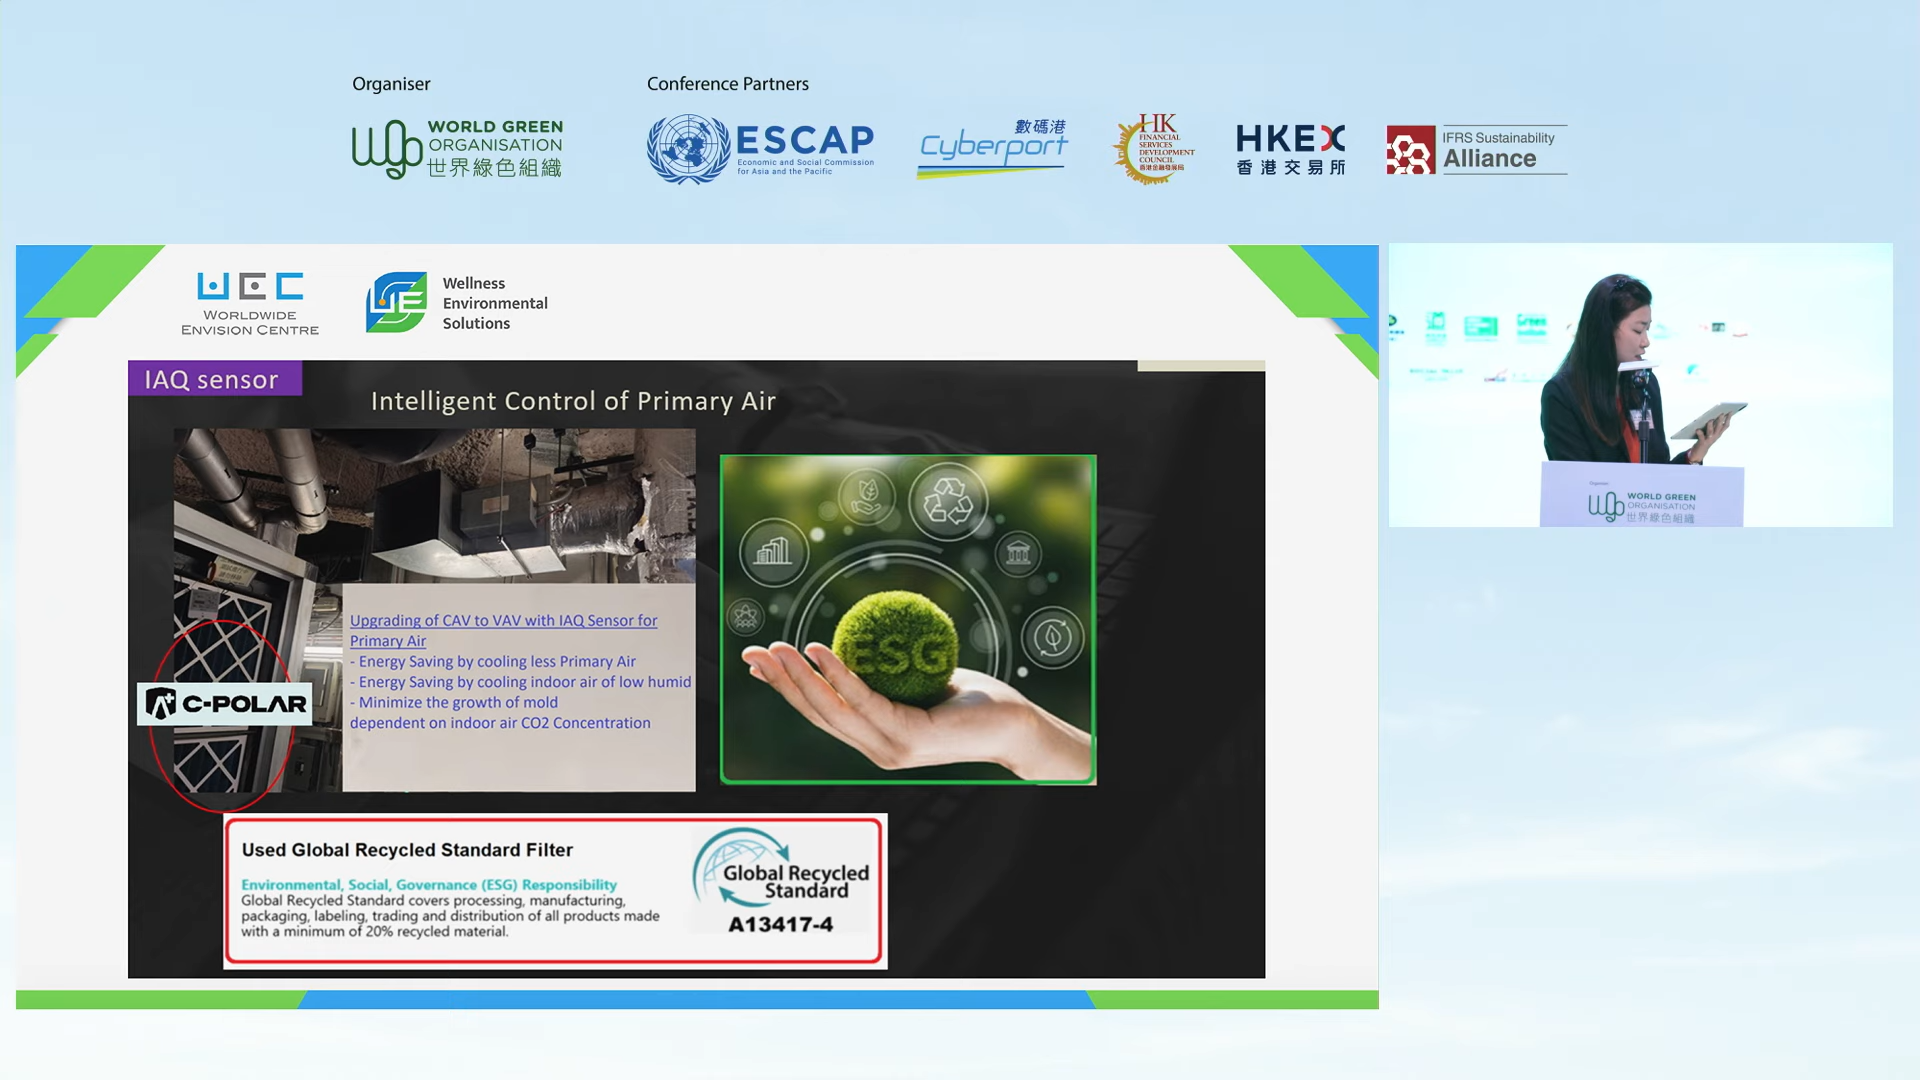 Organiser
Conference Partners
WORLD GREEN
ORGANISATION
世界綠色組織
ESCAP
Economic and Social Commission
for Asia and the Pacific
數碼港
Cyberport
HK
FINANCIAL
SERVICES
DEVELOPMENT
COUNCIL
香港金融發展局
HKEX
香港交易所
IFRS Sustainability
Alliance
WEC
WORLDWIDE
ENVISION CENTRE
Wellness
Environmental
Solutions
IAQ sensor
Intelligent Control of Primary Air
Upgrading of CAV to VAV with IAQ Sensor for
Primary Air
- Energy Saving by cooling less Primary Air
- Energy Saving by cooling indoor air of low humid
- Minimize the growth of mold
dependent on indoor air CO2 Concentration
C-POLAR
ESG
Used Global Recycled Standard Filter
Environmental, Social, Governance (ESG) Responsibility
Global Recycled Standard covers processing, manufacturing,
packaging, labeling, trading and distribution of all products made
with a minimum of 20% recycled material.
Global Recycled
Standard
A13417-4
Organiser
WORLD GREEN
ORGANISATION
世界綠色組織